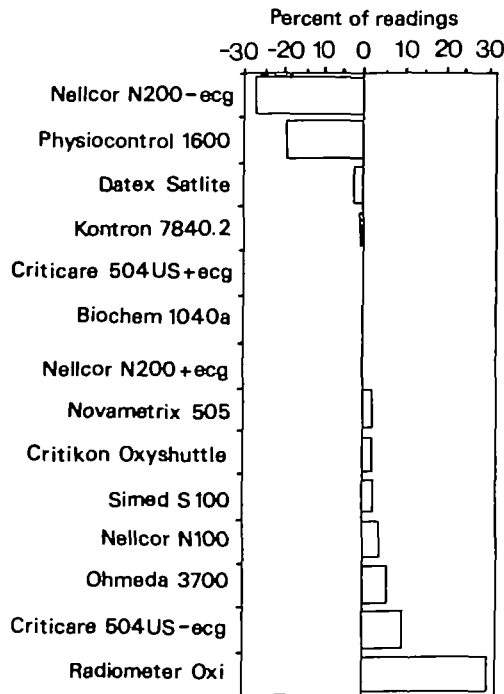 Percent of readings
-30 -20 10 0 10 20 30
Nellcor N200-ecg
Physiocontrol 1600
Datex Satlite
Kontron 7840.2
Criticare 504US+ecg
Biochem 1040a
Nellcor N200+ecg
Novametrix 505
Critikon Oxyshuttle
Simed S100
Nellcor N100
Ohmeda 3700
Criticare 504US-ecg
Radiometer Oxi